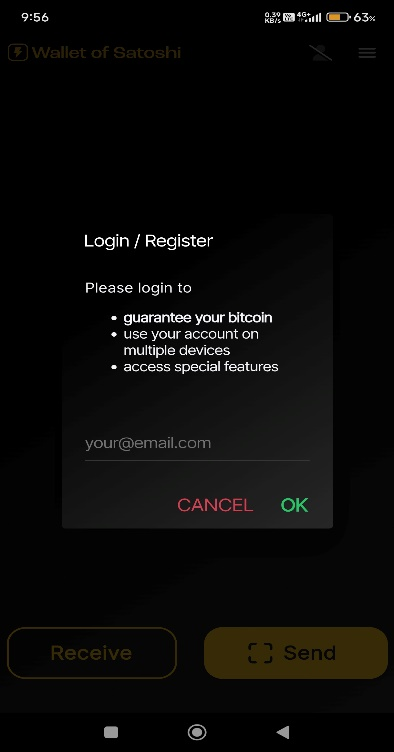 9:56
0.39 KB/s 4G+ 63%
Wallet of Satoshi
Login / Register
Please login to
• guarantee your bitcoin
• use your account on
multiple devices
• access special features
your@email.com
CANCEL OK
Receive Send